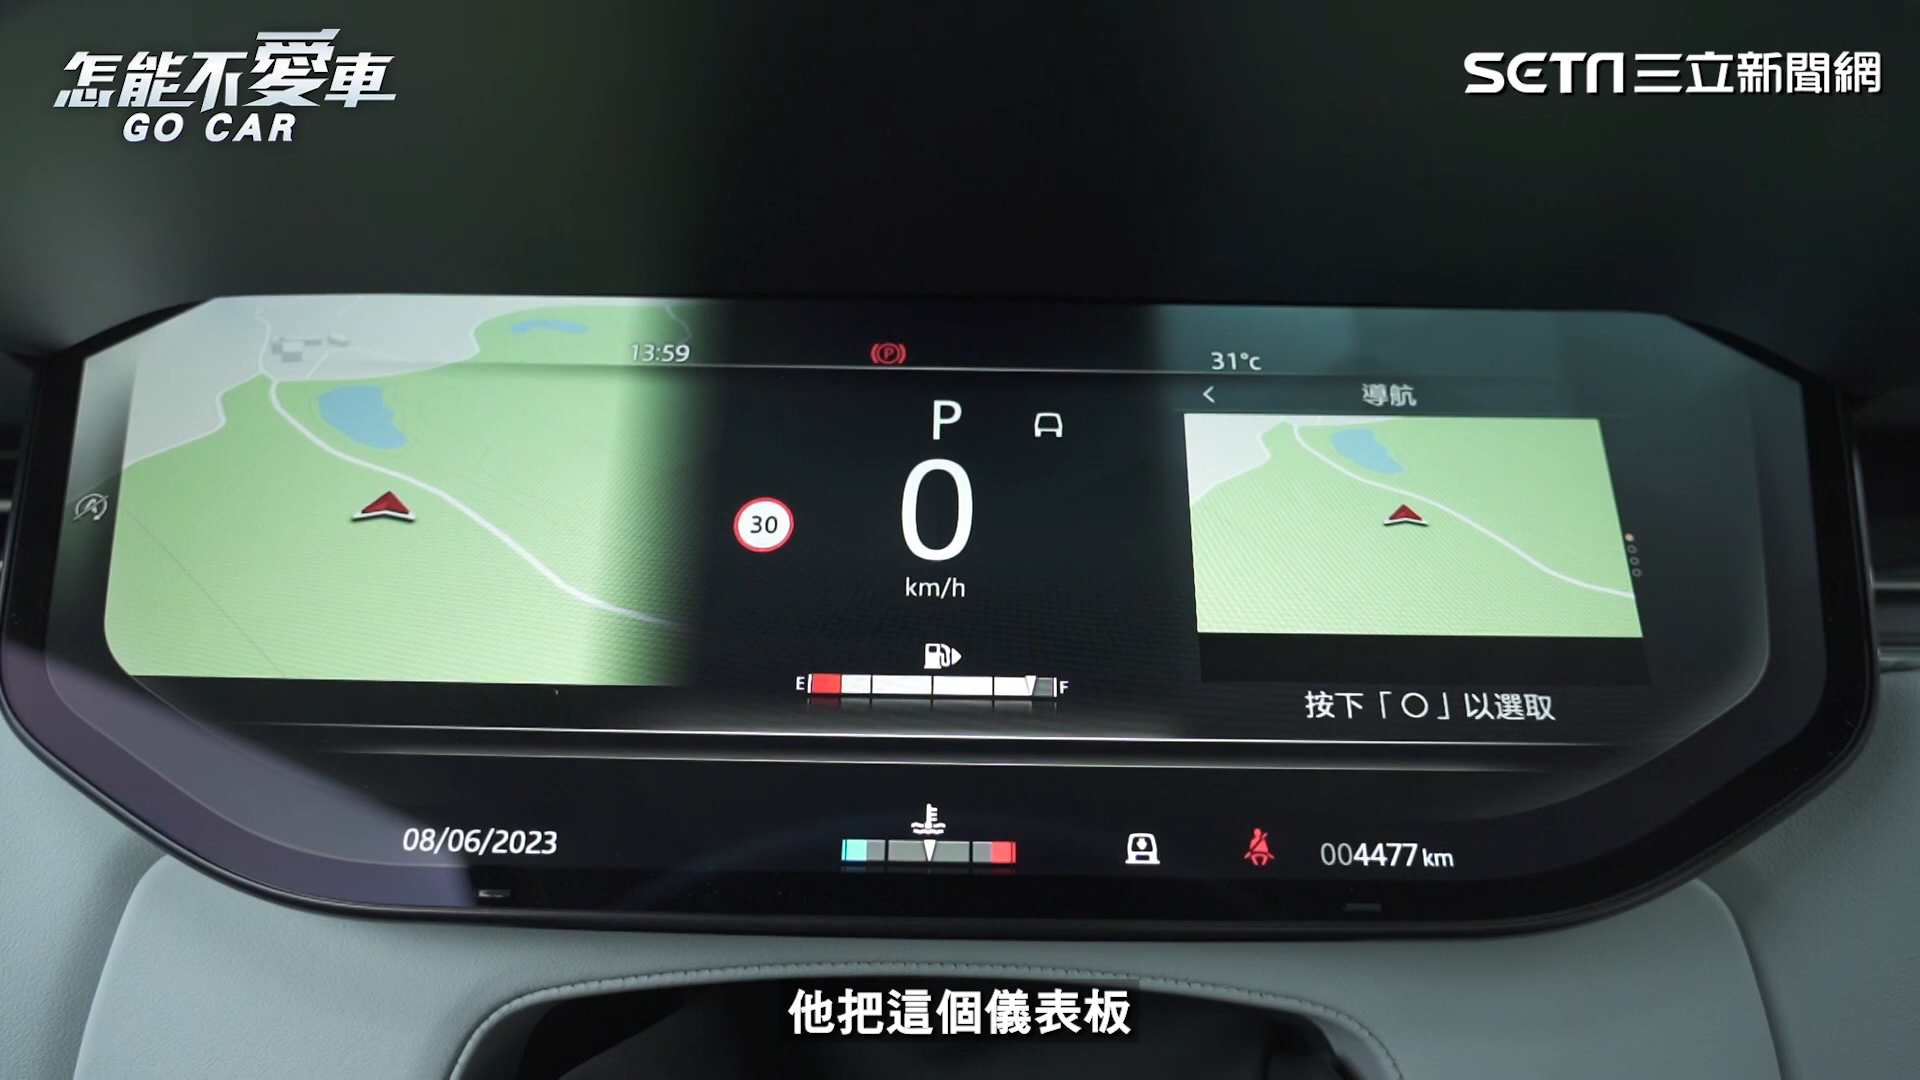 怎能不愛車
GO CAR
SETN三立新聞網
13:59
31°c
導航
P
30
0
km/h
E
F
按下「〇」以選取
08/06/2023
004477 km
他把這個儀表板